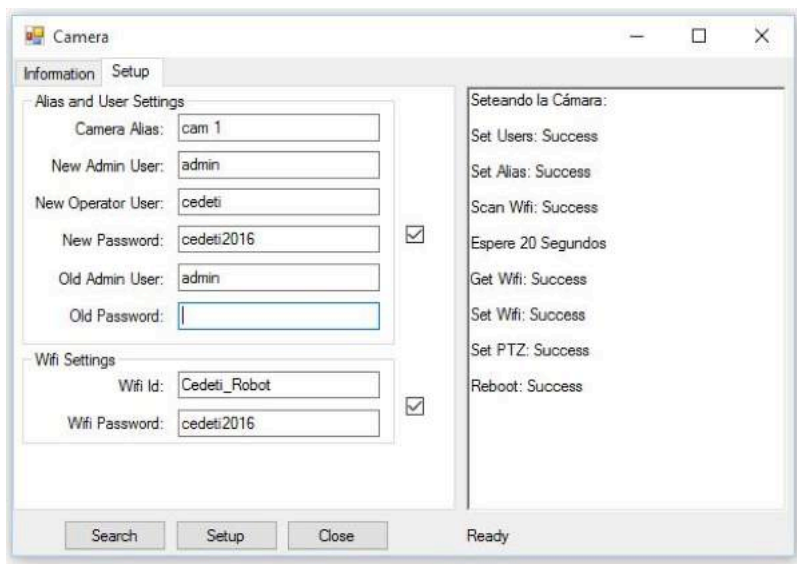 Camera
Information Setup
Alias and User Settings
Camera Alias: cam 1
New Admin User: admin
New Operator User: cedeti
New Password: cedeti2016
Old Admin User: admin
Old Password:
Wifi Settings
Wifi Id: Cedeti_Robot
Wifi Password: cedeti2016
Search Setup Close
Seteando la Cámara:
Set Users: Success
Set Alias: Success
Scan Wifi: Success
Espere 20 Segundos
Get Wifi: Success
Set Wifi: Success
Set PTZ: Success
Reboot: Success
Ready